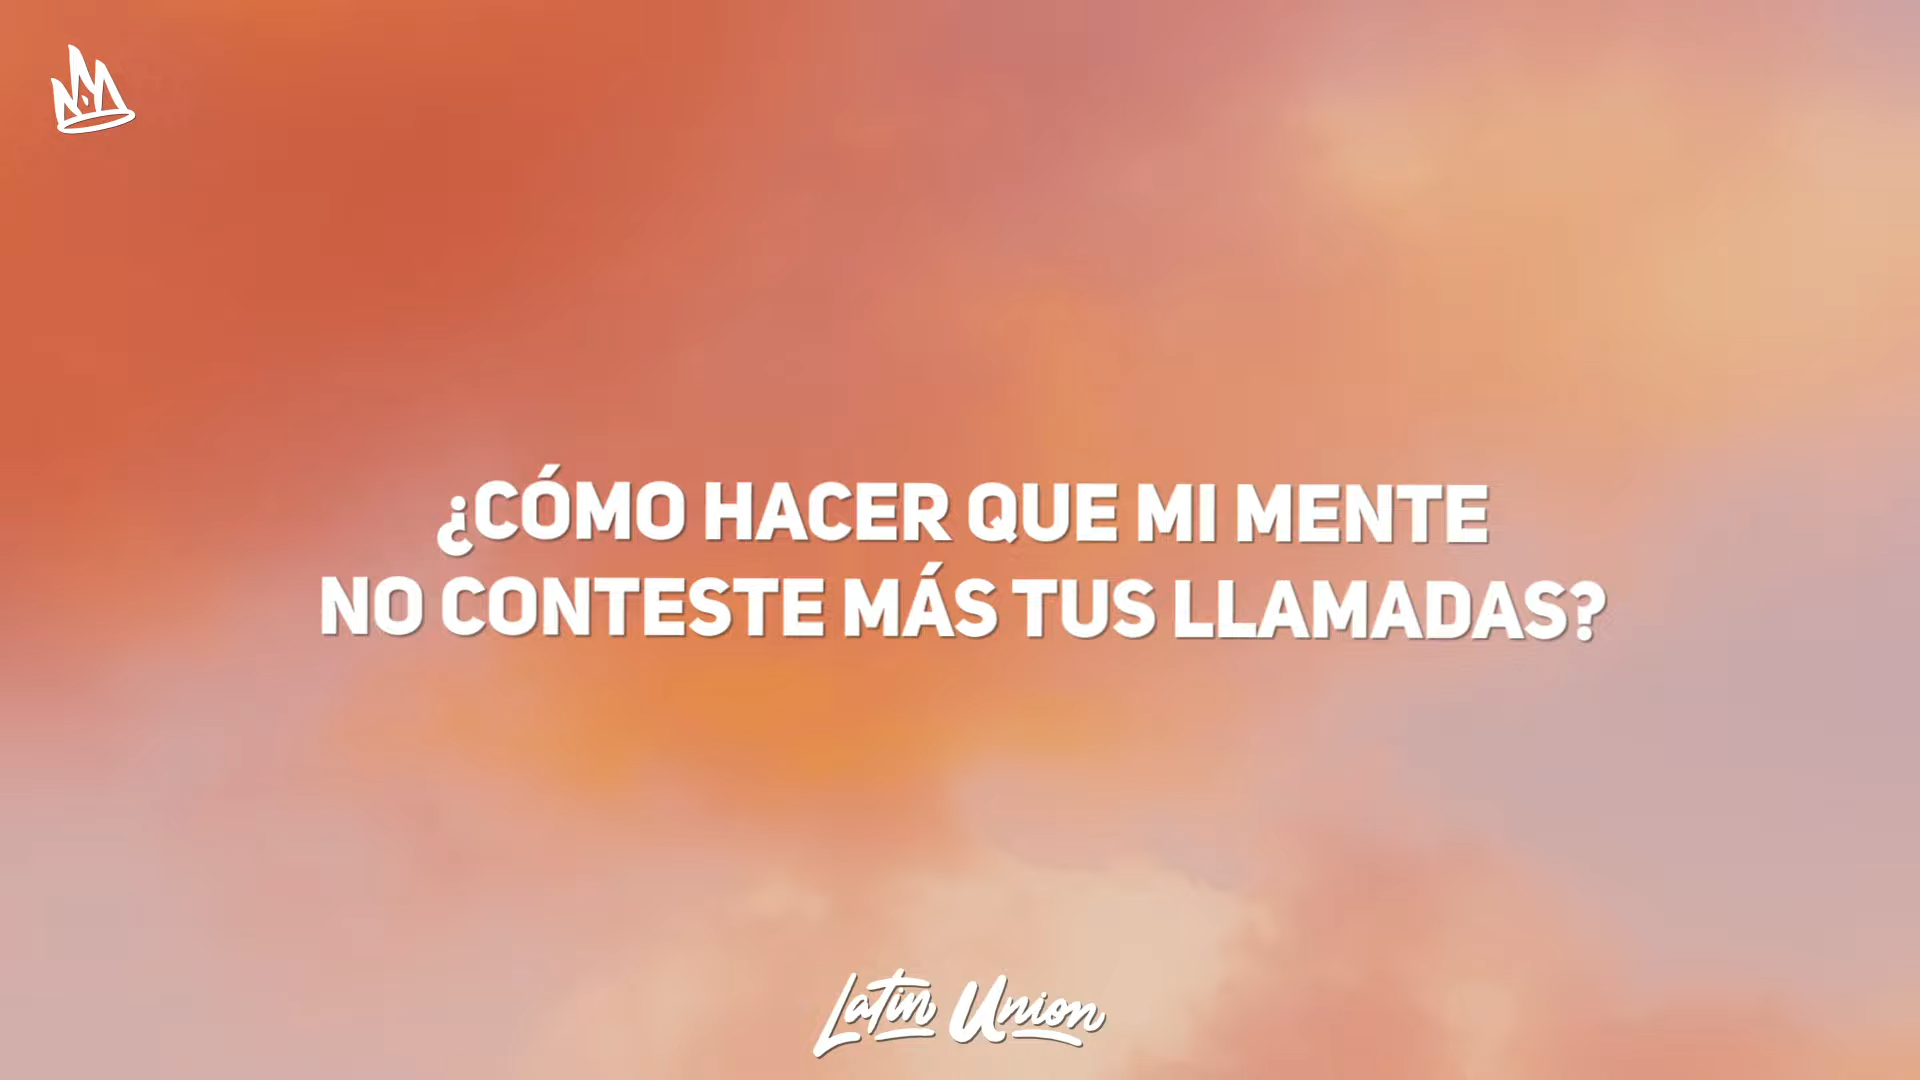 ¿CÓMO HACER QUE MI MENTE
NO CONTESTE MÁS TUS LLAMADAS?
Latin Union